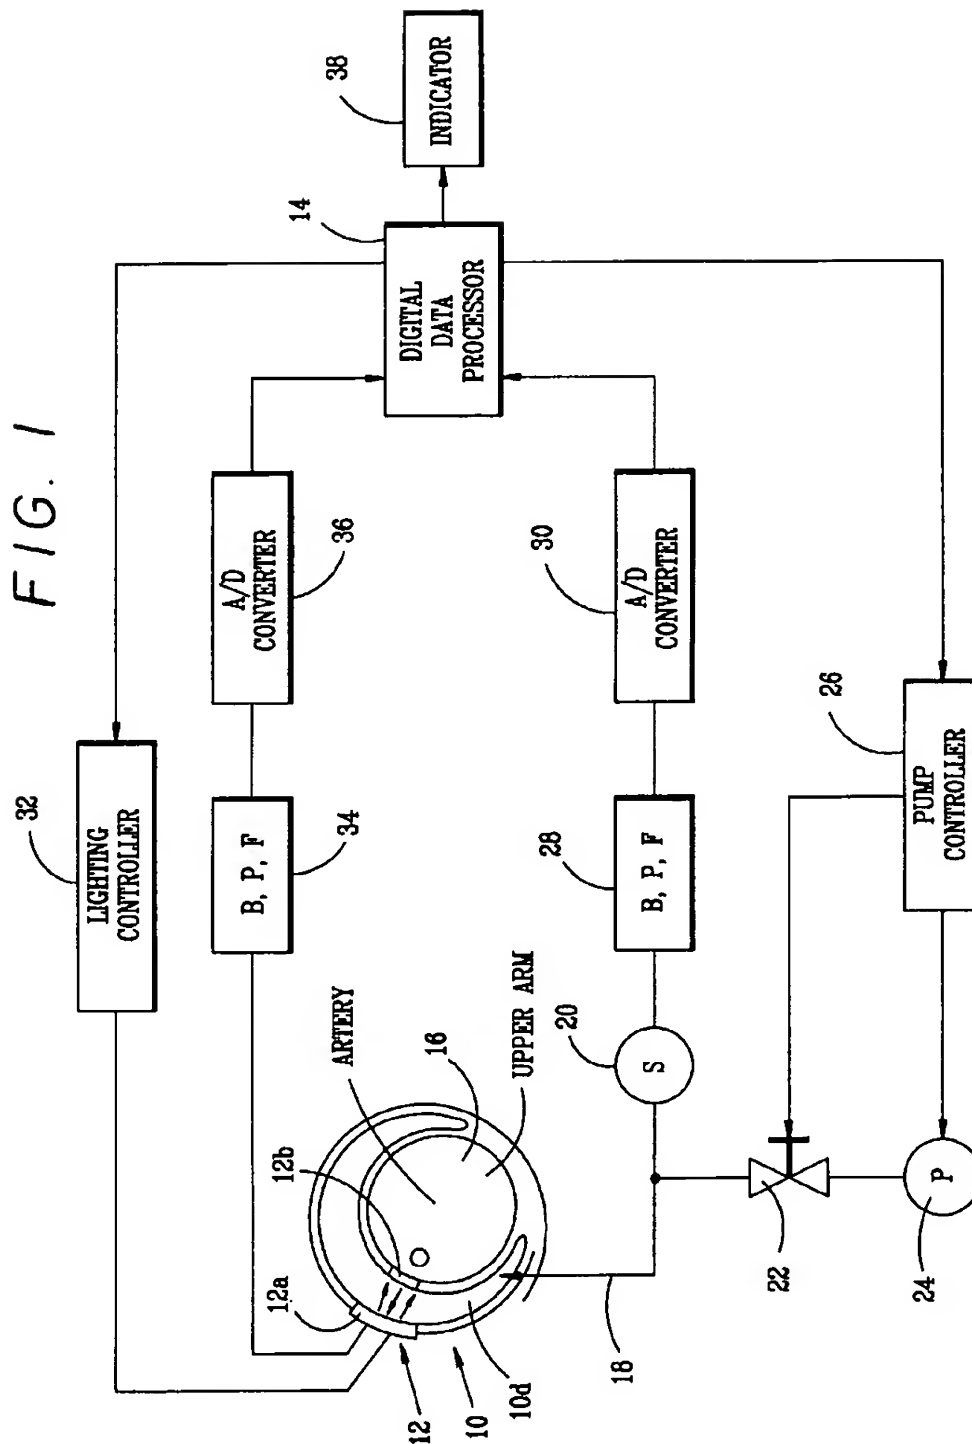 FIG. 1
32
LIGHTING
CONTROLLER
34
B, P, F
36
A/D
CONVERTER
14
DIGITAL
DATA
PROCESSOR
38
INDICATOR
12a
12b
ARTERY
16
UPPER ARM
12
10
10d
18
20
S
28
B, P, F
30
A/D
CONVERTER
22
24
P
26
PUMP
CONTROLLER